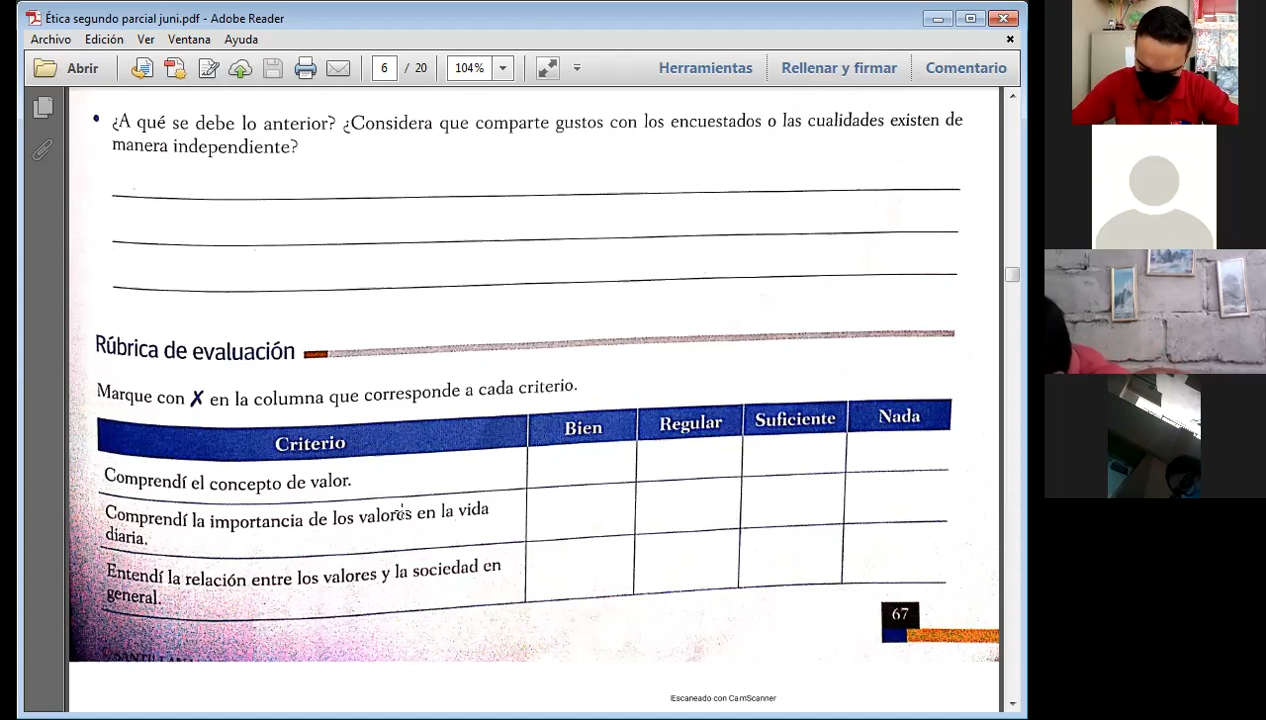 Ética segundo parcial juni.pdf - Adobe Reader
Archivo Edición Ver Ventana Ayuda
Abrir 6 / 20 104% Herramientas Rellenar y firmar Comentario
• ¿A qué se debe lo anterior? ¿Considera que comparte gustos con los encuestados o las cualidades existen de
manera independiente?
Rúbrica de evaluación
Marque con ✗ en la columna que corresponde a cada criterio.
Criterio Bien Regular Suficiente Nada
Comprendí el concepto de valor.
Comprendí la importancia de los valores en la vida
diaria.
Entendí la relación entre los valores y la sociedad en
general.
67
Escaneado con CamScanner